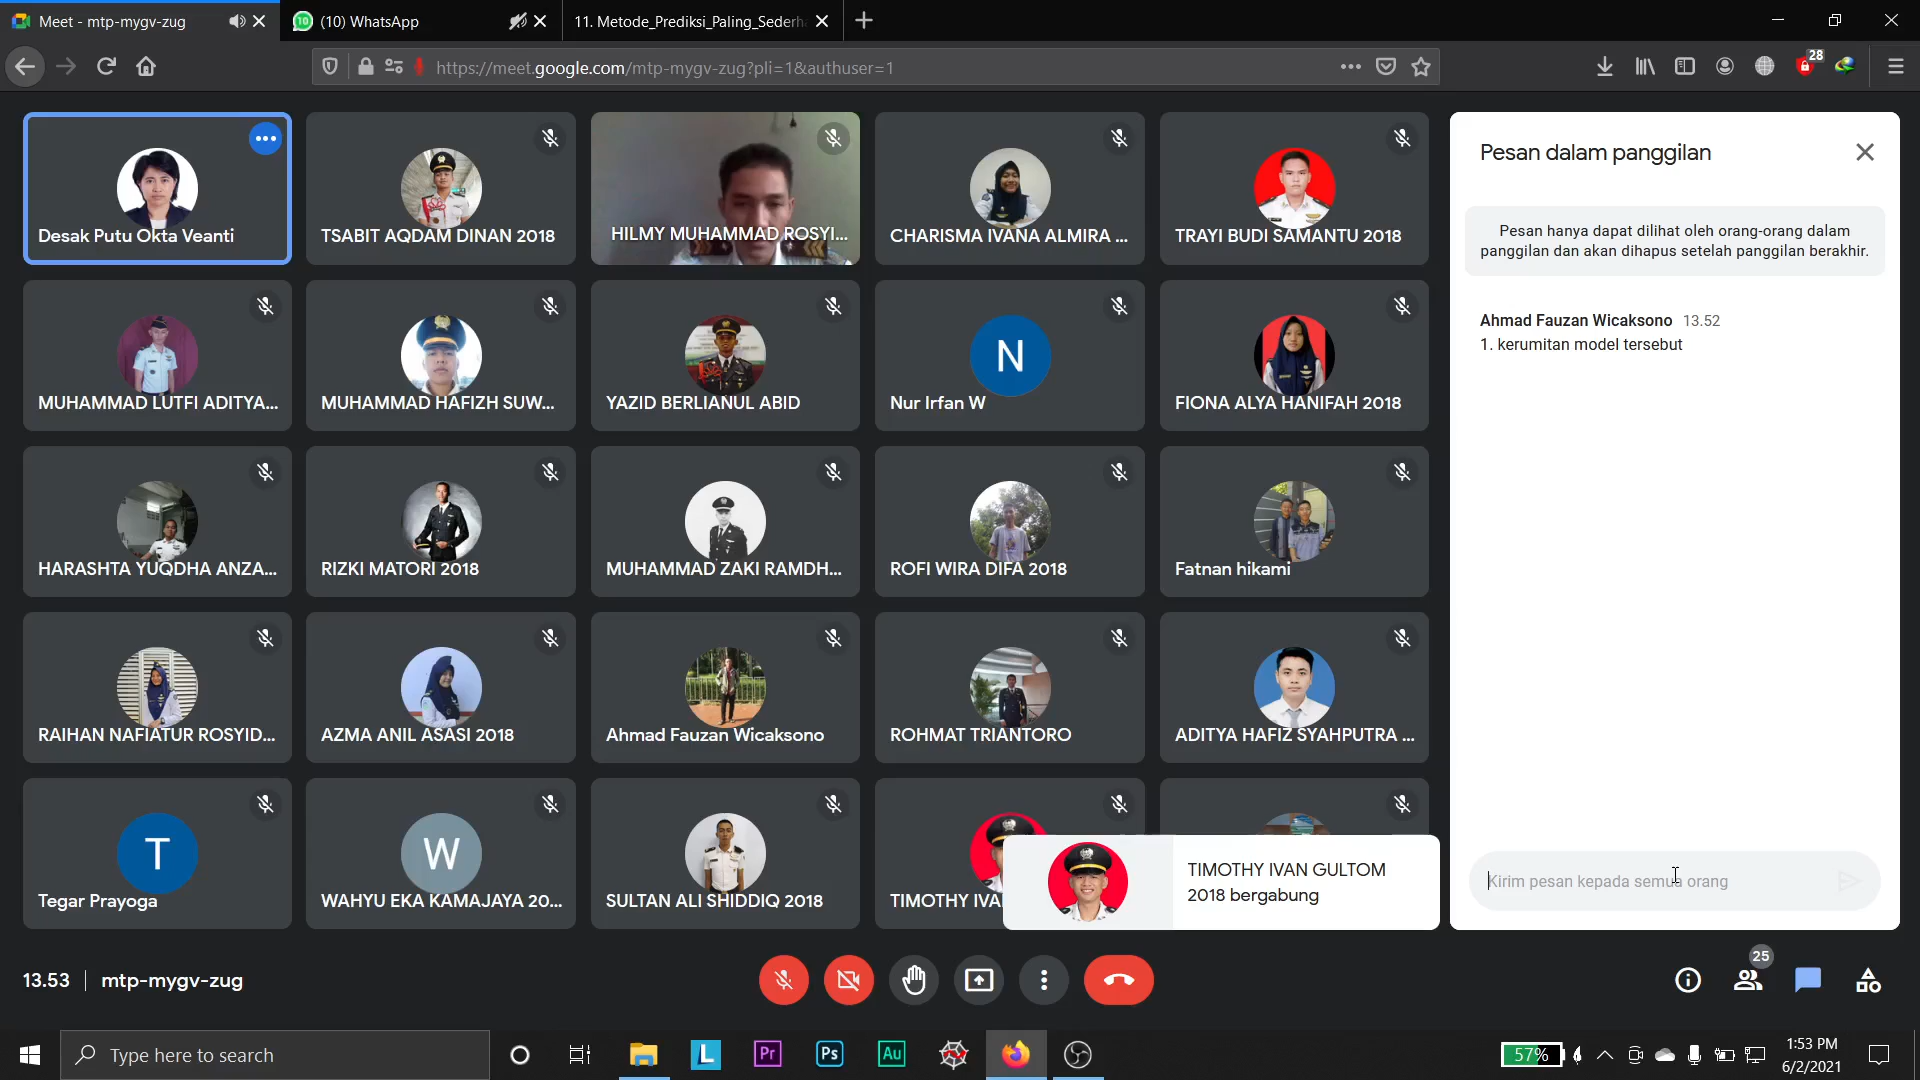 Meet - mtp-mygv-zug
(10) WhatsApp
11. Metode_Prediksi_Paling_Sederh
https://meet.google.com/mtp-mygv-zug?pli=1&authuser=1
28
Desak Putu Okta Veanti
TSABIT AQDAM DINAN 2018
HILMY MUHAMMAD ROSYI...
CHARISMA IVANA ALMIRA ...
TRAYI BUDI SAMANTU 2018
MUHAMMAD LUTFI ADITYA...
MUHAMMAD HAFIZH SUW...
YAZID BERLIANUL ABID
N
Nur Irfan W
FIONA ALYA HANIFAH 2018
HARASHTA YUQDHA ANZA...
RIZKI MATORI 2018
MUHAMMAD ZAKI RAMDH...
ROFI WIRA DIFA 2018
Fatnan hikami
RAIHAN NAFIATUR ROSYID...
AZMA ANIL ASASI 2018
Ahmad Fauzan Wicaksono
ROHMAT TRIANTORO
ADITYA HAFIZ SYAHPUTRA ...
T
Tegar Prayoga
W
WAHYU EKA KAMAJAYA 20...
SULTAN ALI SHIDDIQ 2018
TIMOTHY IVA
TIMOTHY IVAN GULTOM
2018 bergabung
Pesan dalam panggilan
Pesan hanya dapat dilihat oleh orang-orang dalam
panggilan dan akan dihapus setelah panggilan berakhir.
Ahmad Fauzan Wicaksono 13.52
1. kerumitan model tersebut
Kirim pesan kepada semua orang
13.53 | mtp-mygv-zug
25
Type here to search
L
Pr
Ps
Au
57%
1:53 PM
6/2/2021